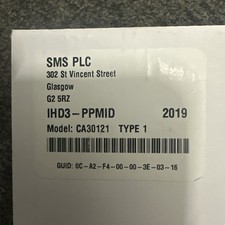 SMS PLC
302 St Vincent Street
Glasgow
G2 5RZ
IHD3-PPMID 2019
Model: CA30121 TYPE 1
GUID: 0C-A2-F4-00-00-3E-03-16